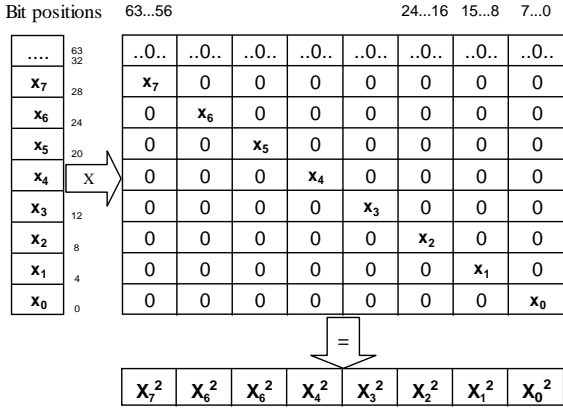 Bit positions 63...56 24...16 15...8 7...0
.... 63 32 ..0.. ..0.. ..0.. ..0.. ..0.. ..0.. ..0.. ..0..
x₇ 28 x₇ 0 0 0 0 0 0 0
x₆ 24 0 x₆ 0 0 0 0 0 0
x₅ 20 0 0 x₅ 0 0 0 0 0
x₄ X 0 0 0 x₄ 0 0 0 0
x₃ 12 0 0 0 0 x₃ 0 0 0
x₂ 8 0 0 0 0 0 x₂ 0 0
x₁ 4 0 0 0 0 0 0 x₁ 0
x₀ 0 0 0 0 0 0 0 0 x₀
=
X₇² X₆² X₆² X₄² X₃² X₂² X₁² X₀²